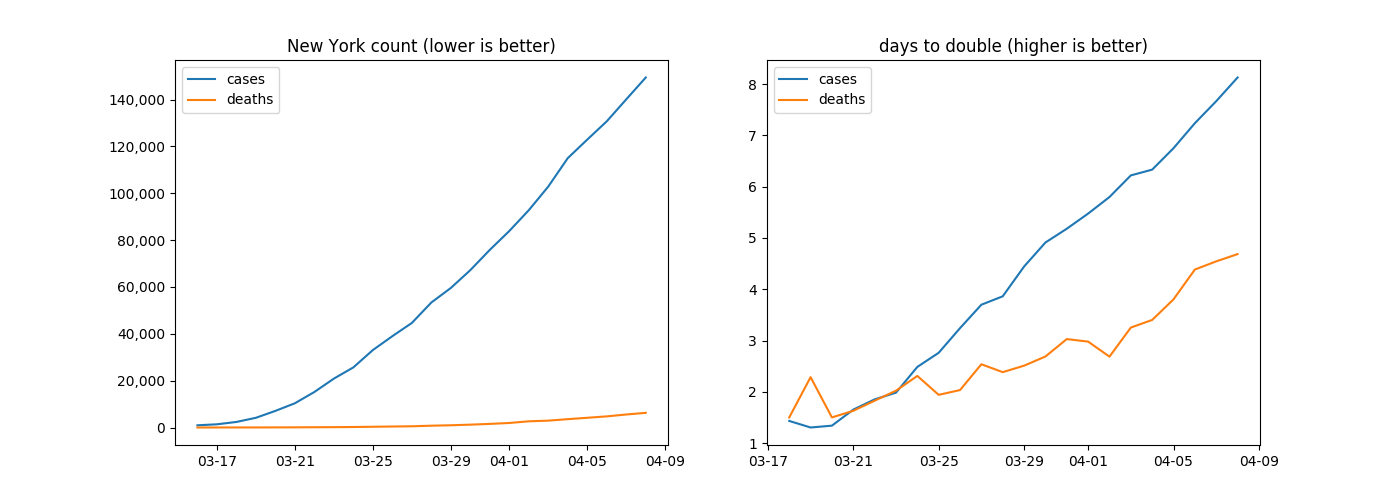 New York count (lower is better)
cases
deaths
140,000
120,000
100,000
80,000
60,000
40,000
20,000
0
03-17 03-21 03-25 03-29 04-01 04-05 04-09
days to double (higher is better)
cases
deaths
8
7
6
5
4
3
2
1
03-17 03-21 03-25 03-29 04-01 04-05 04-09